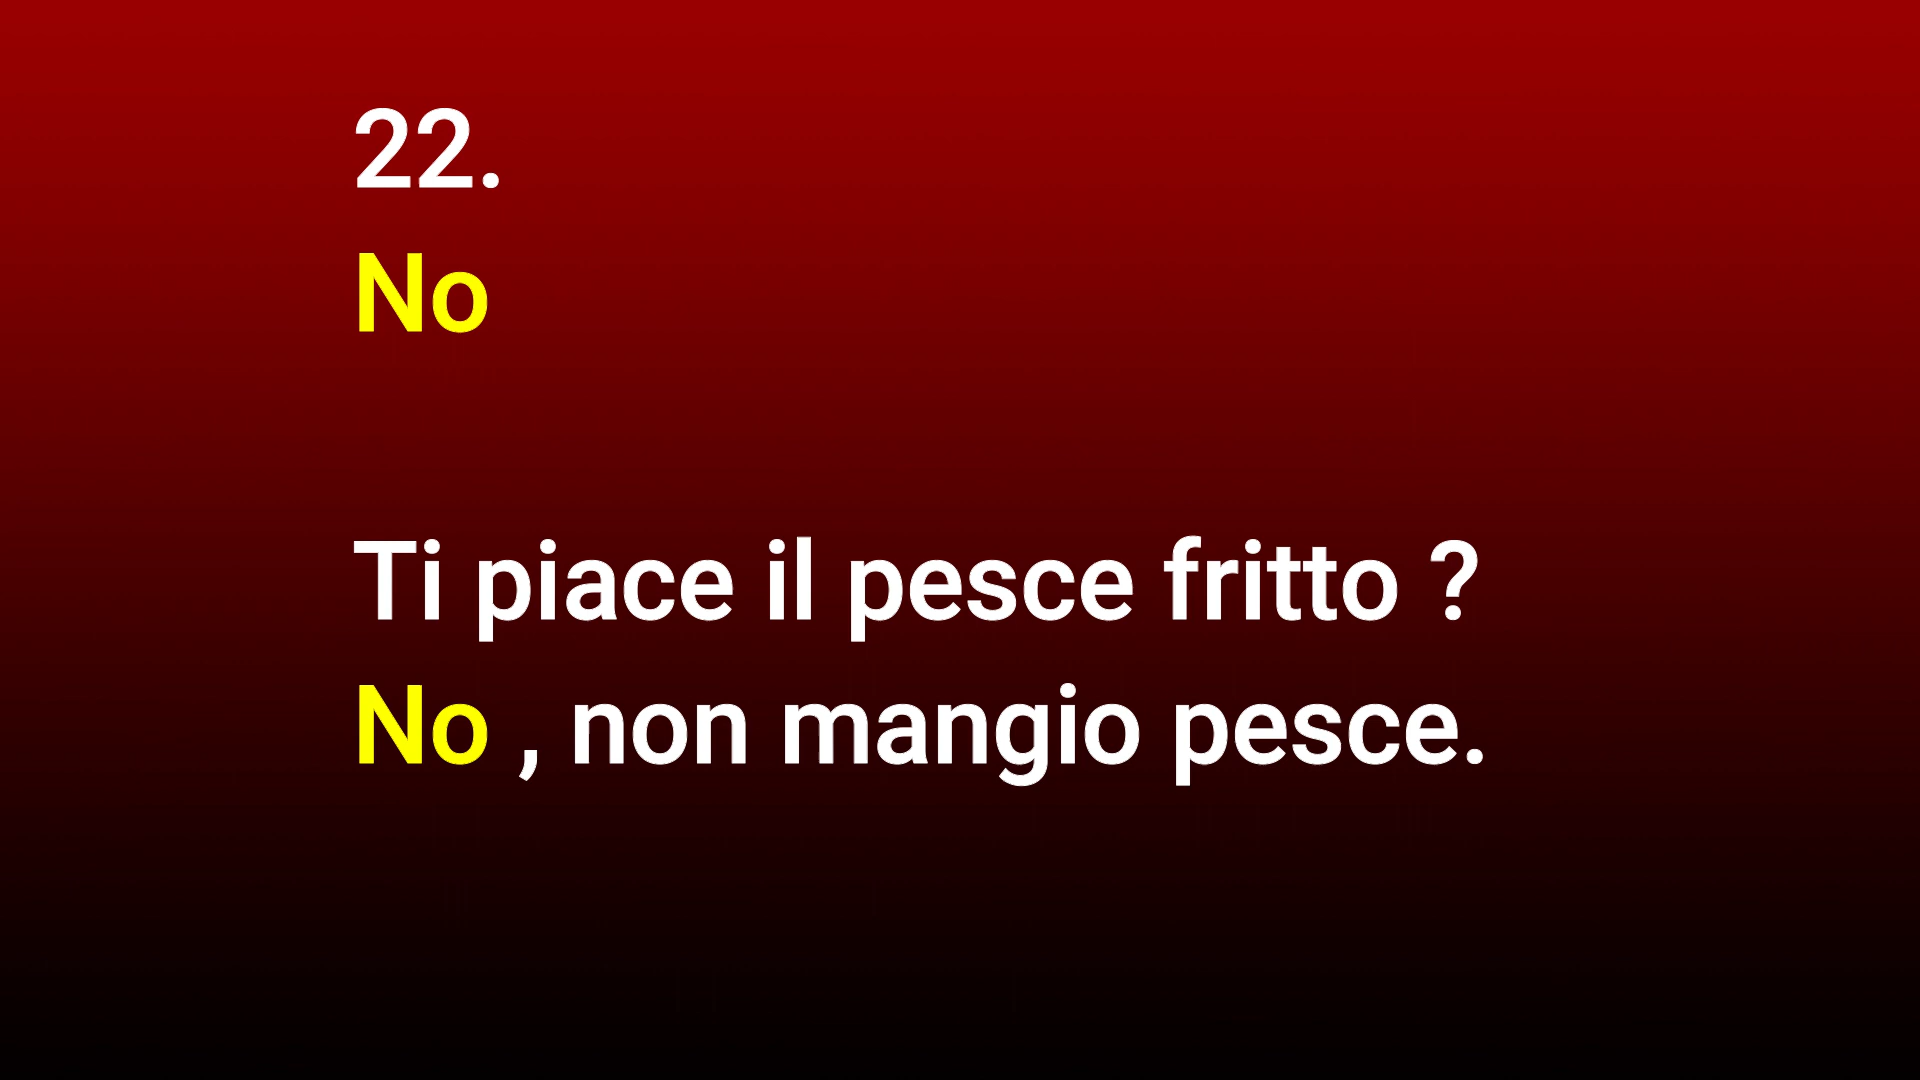 22.
No
Ti piace il pesce fritto ?
No , non mangio pesce.